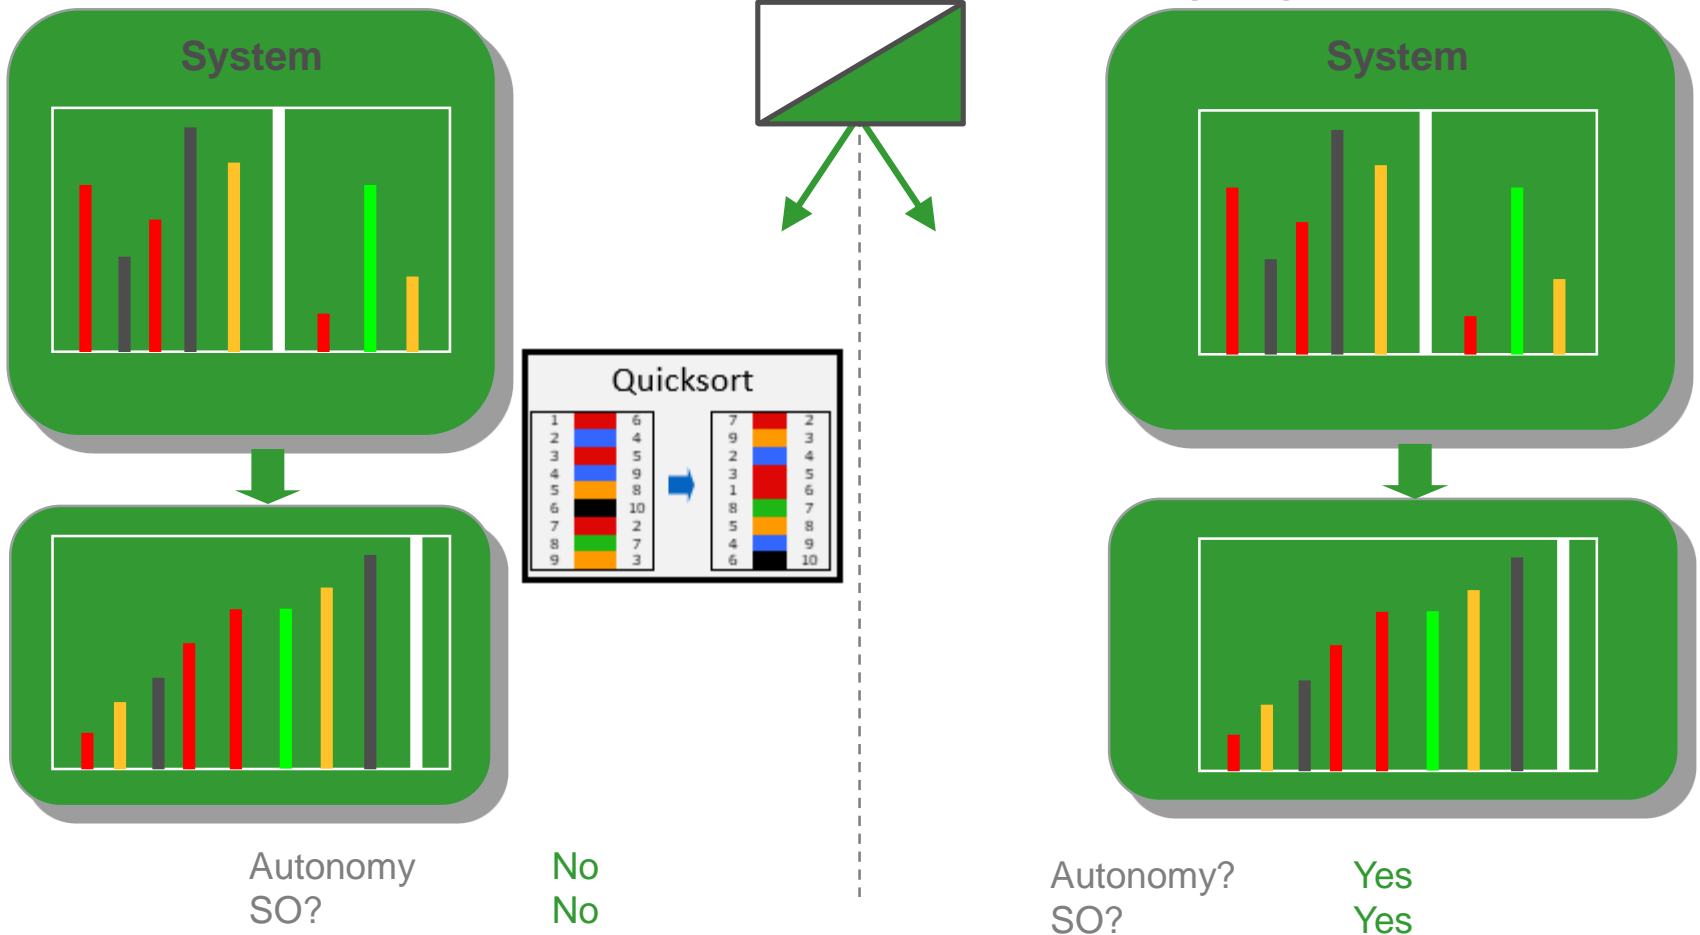 System
System
Quicksort
1 6 7 2
2 4 9 3
3 5 2 4
4 9 3 5
5 8 1 6
6 10 8 7
7 2 5 8
8 7 4 9
9 3 6 10
Autonomy No
SO? No
Autonomy? Yes
SO? Yes